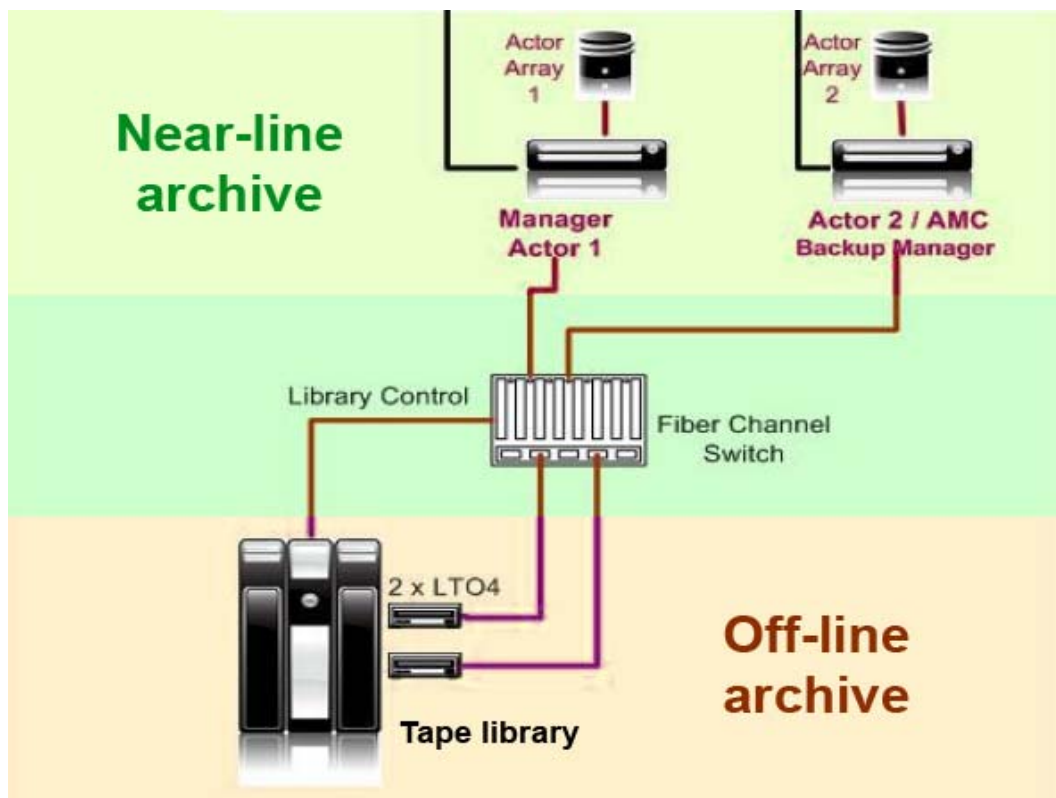 Actor
Array
1
Actor
Array
2
Near-line
archive
Manager
Actor 1
Actor 2 / AMC
Backup Manager
Library Control
Fiber Channel
Switch
2 x LTO4
Off-line
archive
Tape library